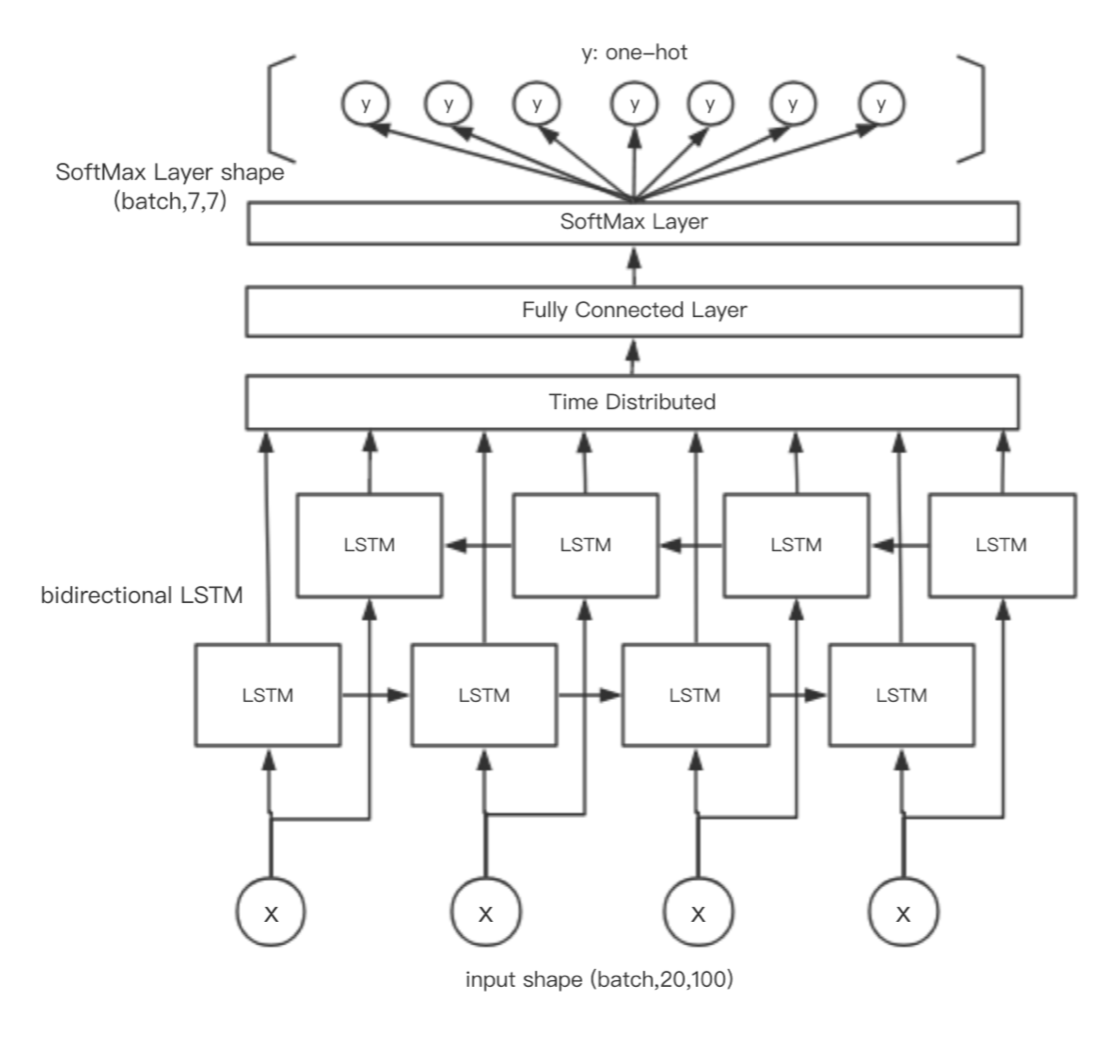 y: one-hot
y
y
y
y
y
y
y
SoftMax Layer shape
(batch,7,7)
SoftMax Layer
Fully Connected Layer
Time Distributed
LSTM
LSTM
LSTM
LSTM
bidirectional LSTM
LSTM
LSTM
LSTM
LSTM
X
X
X
X
input shape (batch,20,100)